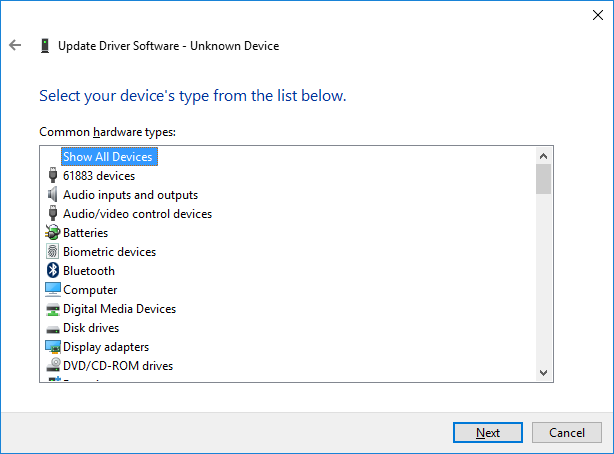 Update Driver Software - Unknown Device
Select your device's type from the list below.
Common hardware types:
Show All Devices
61883 devices
Audio inputs and outputs
Audio/video control devices
Batteries
Biometric devices
Bluetooth
Computer
Digital Media Devices
Disk drives
Display adapters
DVD/CD-ROM drives
Next
Cancel